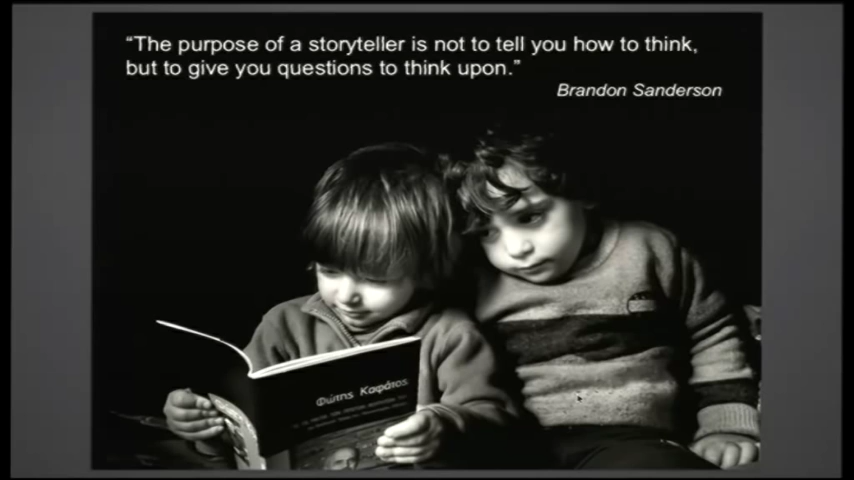 “The purpose of a storyteller is not to tell you how to think,
but to give you questions to think upon.”
Brandon Sanderson
Φώτης Καφάτος